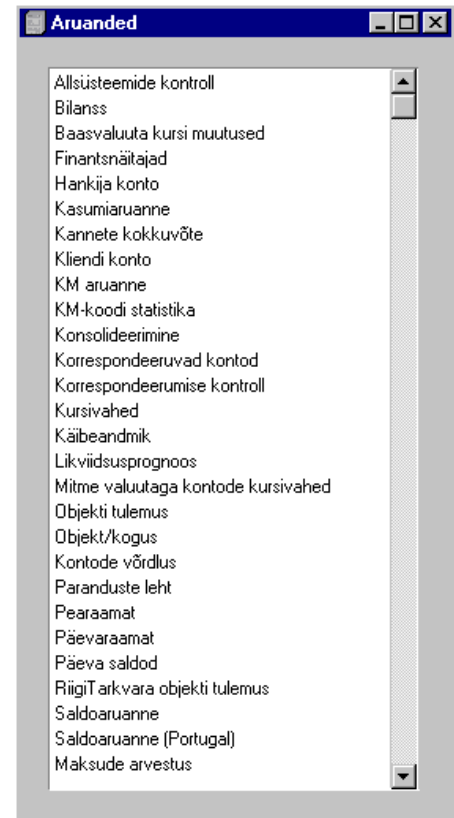 Aruanded
Allsüsteemide kontroll
Bilanss
Baasvaluuta kursi muutused
Finantsnäitajad
Hankija konto
Kasumiaruanne
Kannete kokkuvõte
Kliendi konto
KM aruanne
KM-koodi statistika
Konsolideerimine
Korrespondeeruvad kontod
Korrespondeerumise kontroll
Kursivahed
Käibeandmik
Likviidsusprognoos
Mitme valuutaga kontode kursivahed
Objekti tulemus
Objekt/kogus
Kontode võrdlus
Paranduste leht
Pearaamat
Päevaraamat
Päeva saldod
RiigiTarkvara objekti tulemus
Saldoaruanne
Saldoaruanne (Portugal)
Maksude arvestus